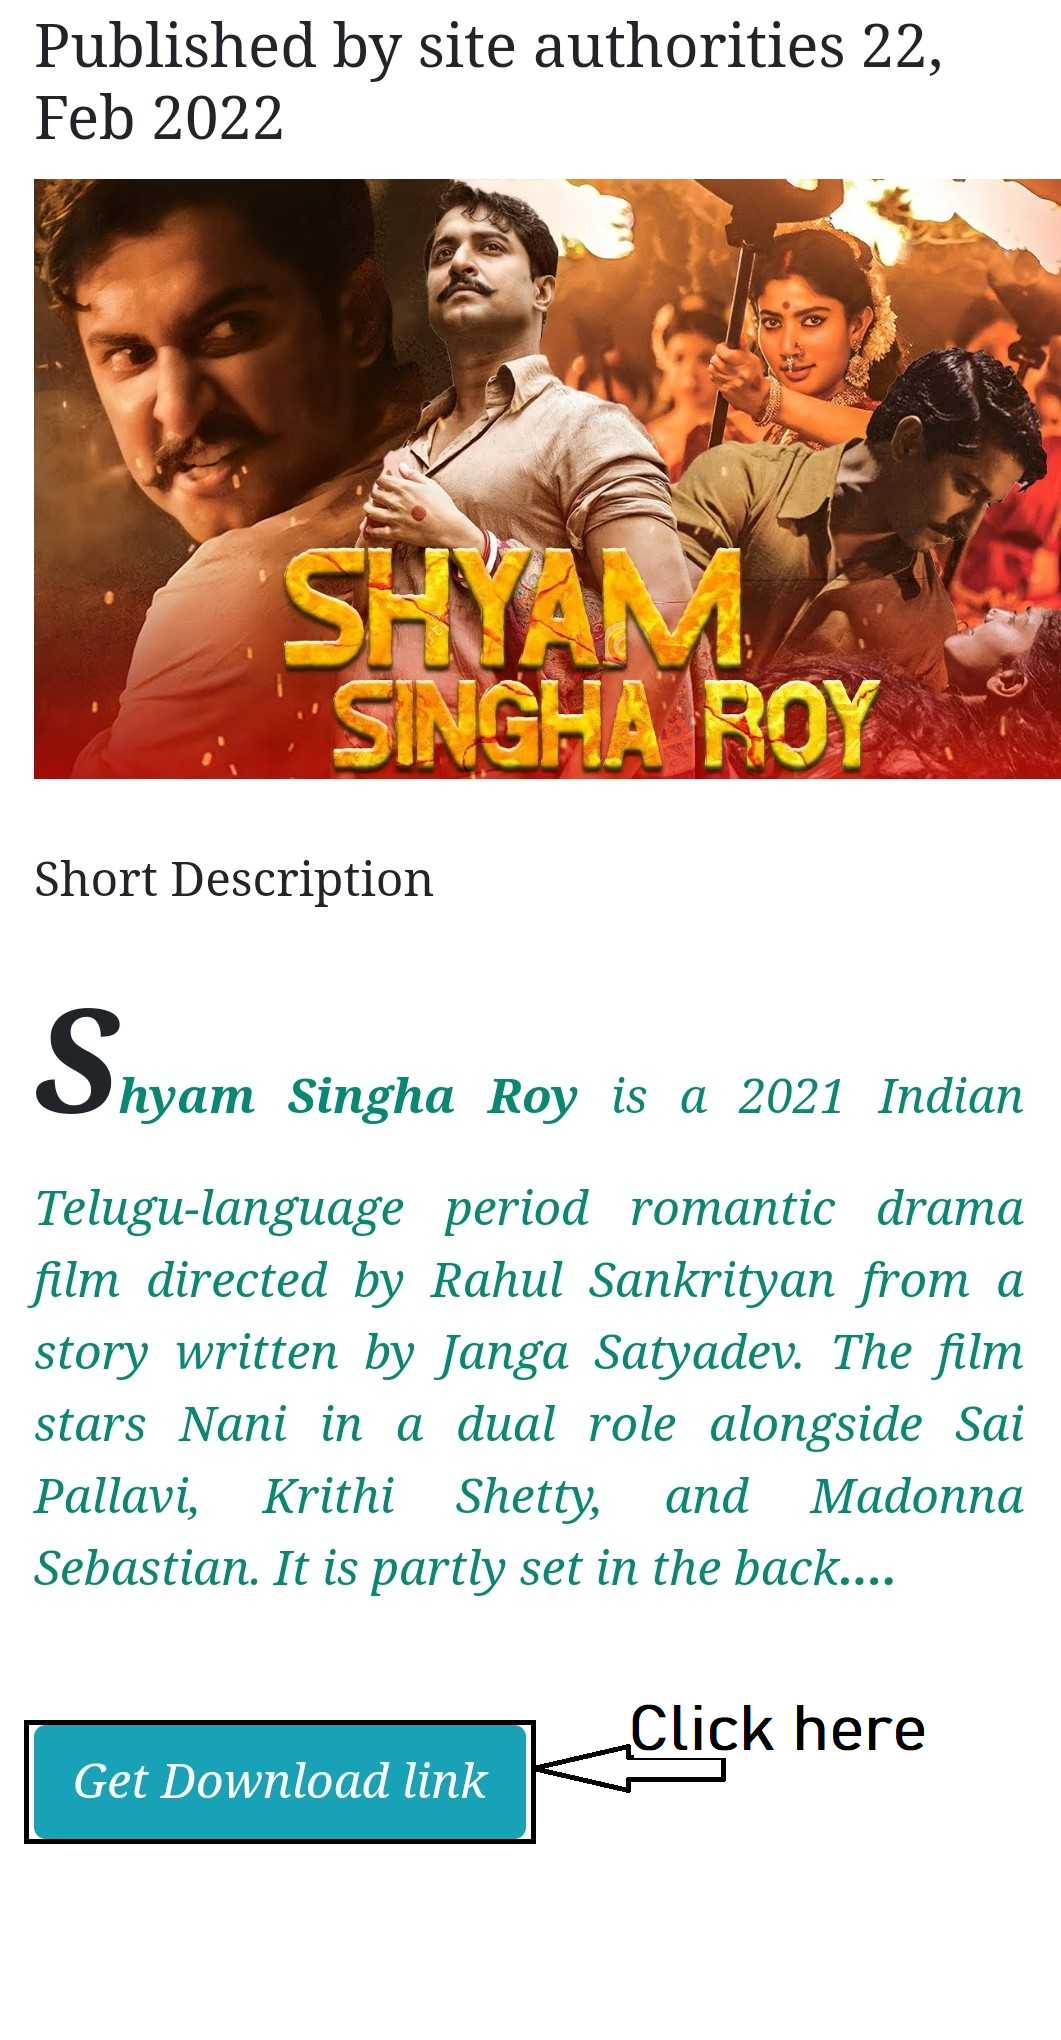 Published by site authorities 22,
Feb 2022
SHYAM
SINGHA ROY
Short Description
Shyam Singha Roy is a 2021 Indian
Telugu-language period romantic drama
film directed by Rahul Sankrityan from a
story written by Janga Satyadev. The film
stars Nani in a dual role alongside Sai
Pallavi, Krithi Shetty, and Madonna
Sebastian. It is partly set in the back....
Click here
Get Download link